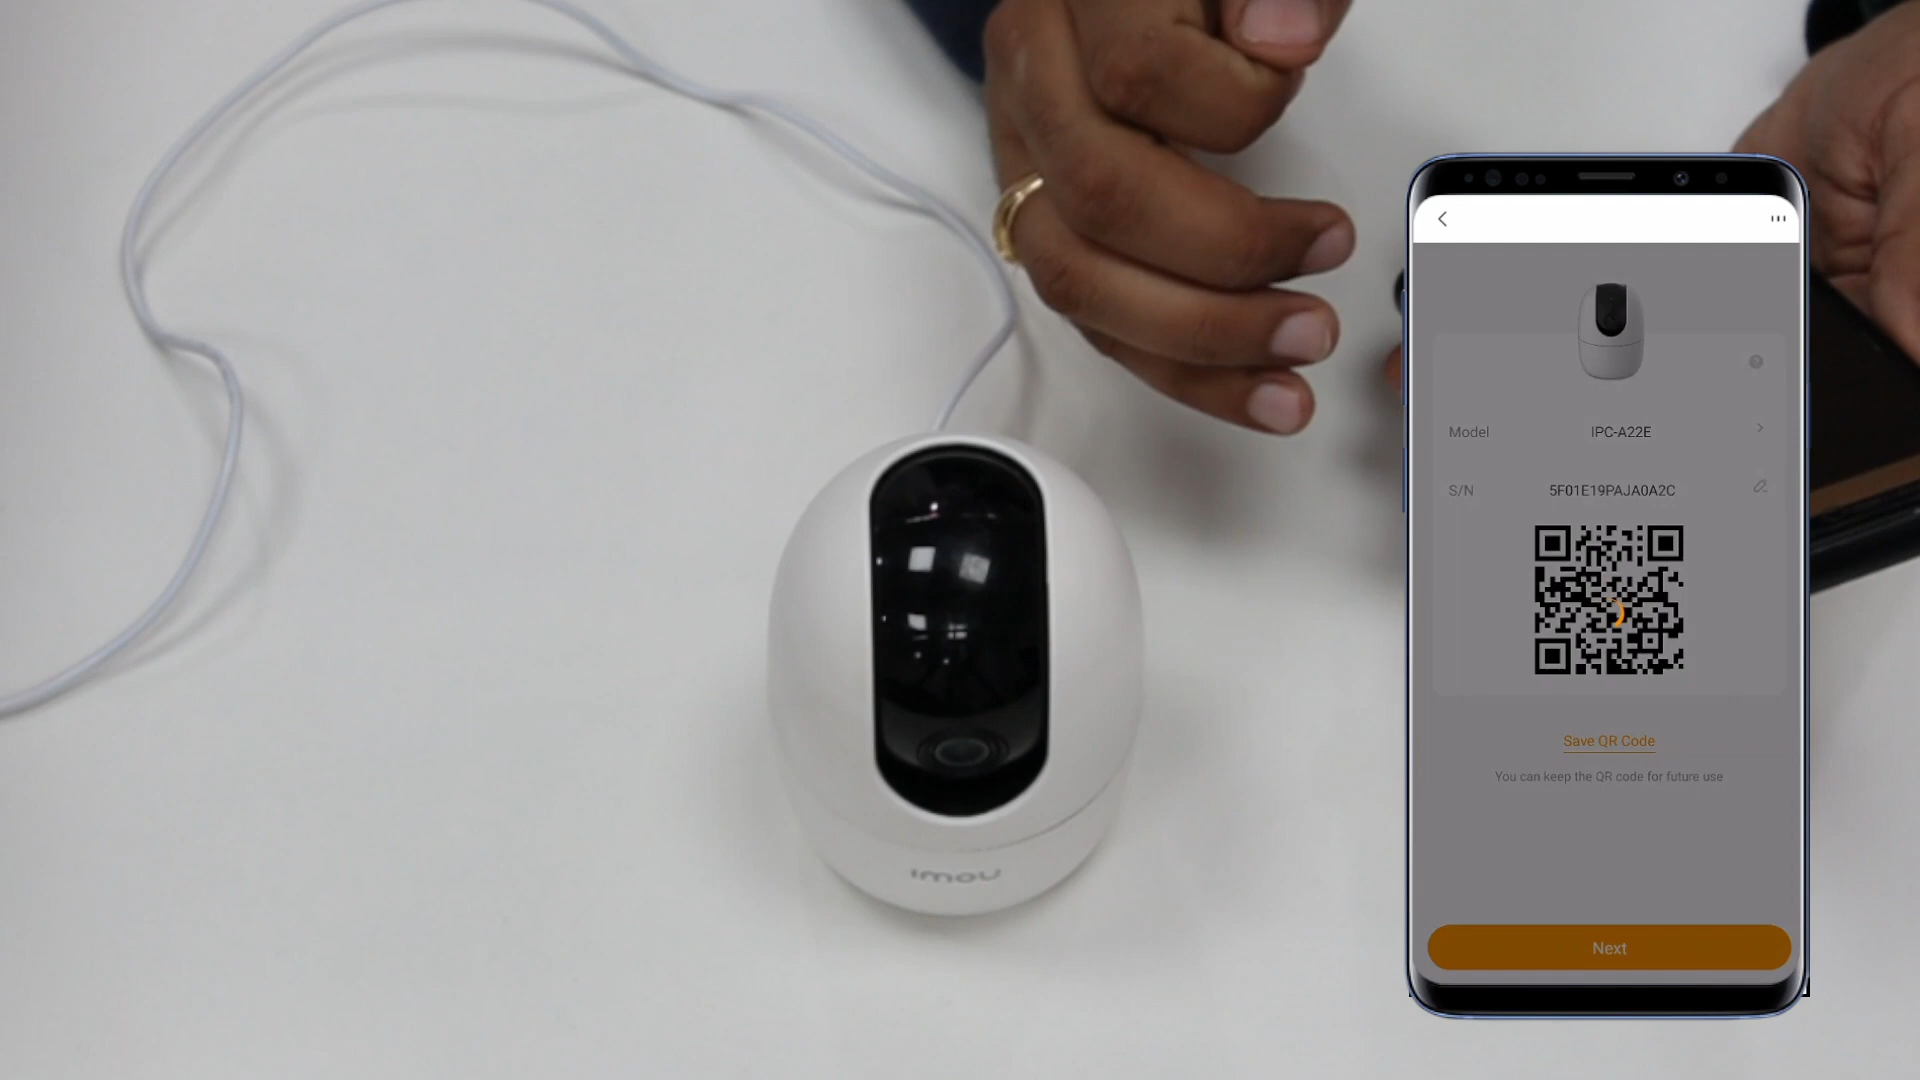 Model IPC-A22E
S/N 5F01E19PAJA0A2C
Save QR Code
You can keep the QR code for future use
Next
imou